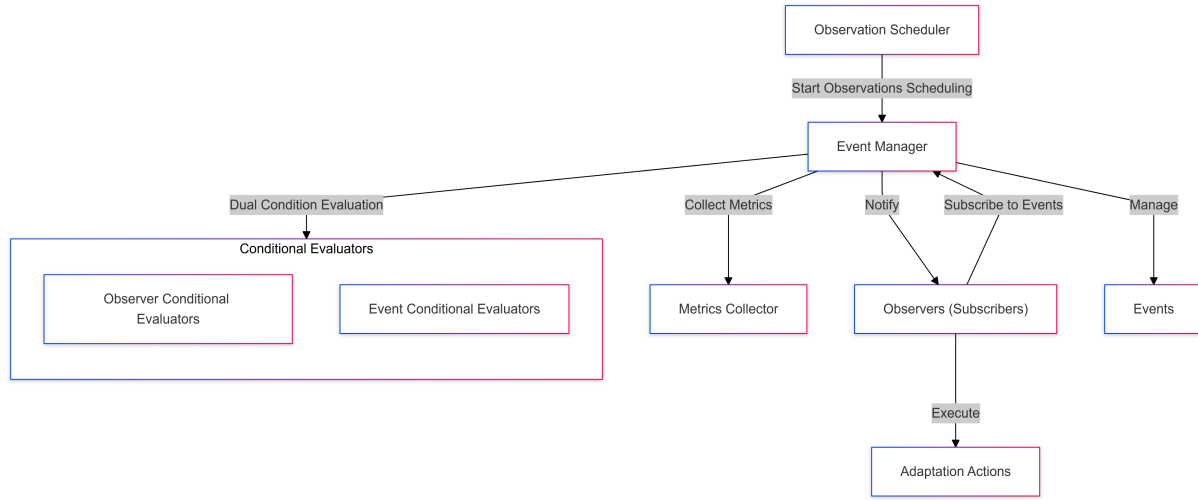 Observation Scheduler
Start Observations Scheduling
Event Manager
Dual Condition Evaluation
Collect Metrics
Notify
Subscribe to Events
Manage
Conditional Evaluators
Observer Conditional
Evaluators
Event Conditional Evaluators
Metrics Collector
Observers (Subscribers)
Events
Execute
Adaptation Actions